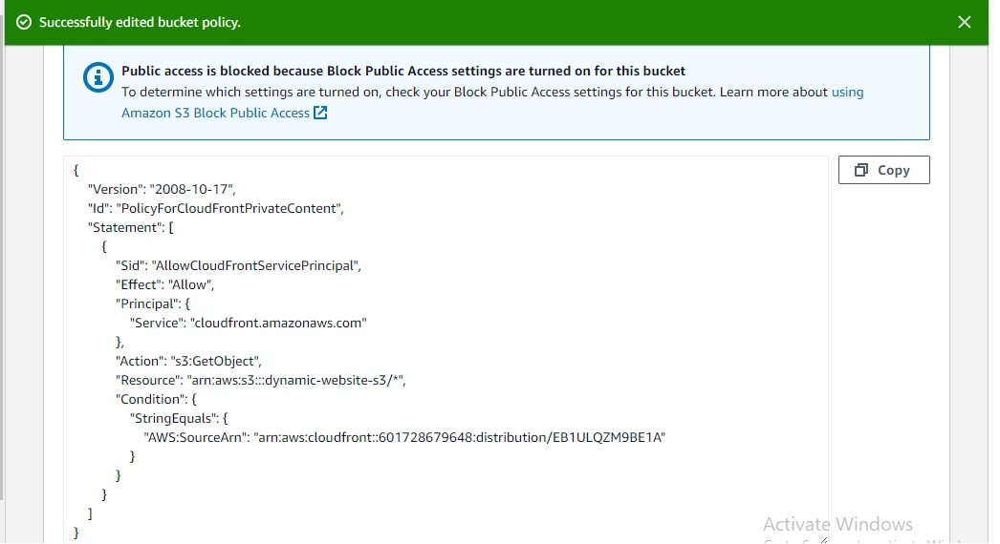 Successfully edited bucket policy.
Public access is blocked because Block Public Access settings are turned on for this bucket
To determine which settings are turned on, check your Block Public Access settings for this bucket. Learn more about using
Amazon S3 Block Public Access
Copy
{
"Version": "2008-10-17",
"Id": "PolicyForCloudFrontPrivateContent",
"Statement": [
{
"Sid": "AllowCloudFrontServicePrincipal",
"Effect": "Allow",
"Principal": {
"Service": "cloudfront.amazonaws.com"
},
"Action": "s3:GetObject",
"Resource": "arn:aws:s3:::dynamic-website-s3/*",
"Condition": {
"StringEquals": {
"AWS:SourceArn": "arn:aws:cloudfront::601728679648:distribution/EB1ULQZM9BE1A"
}
}
}
]
}
Activate Windows